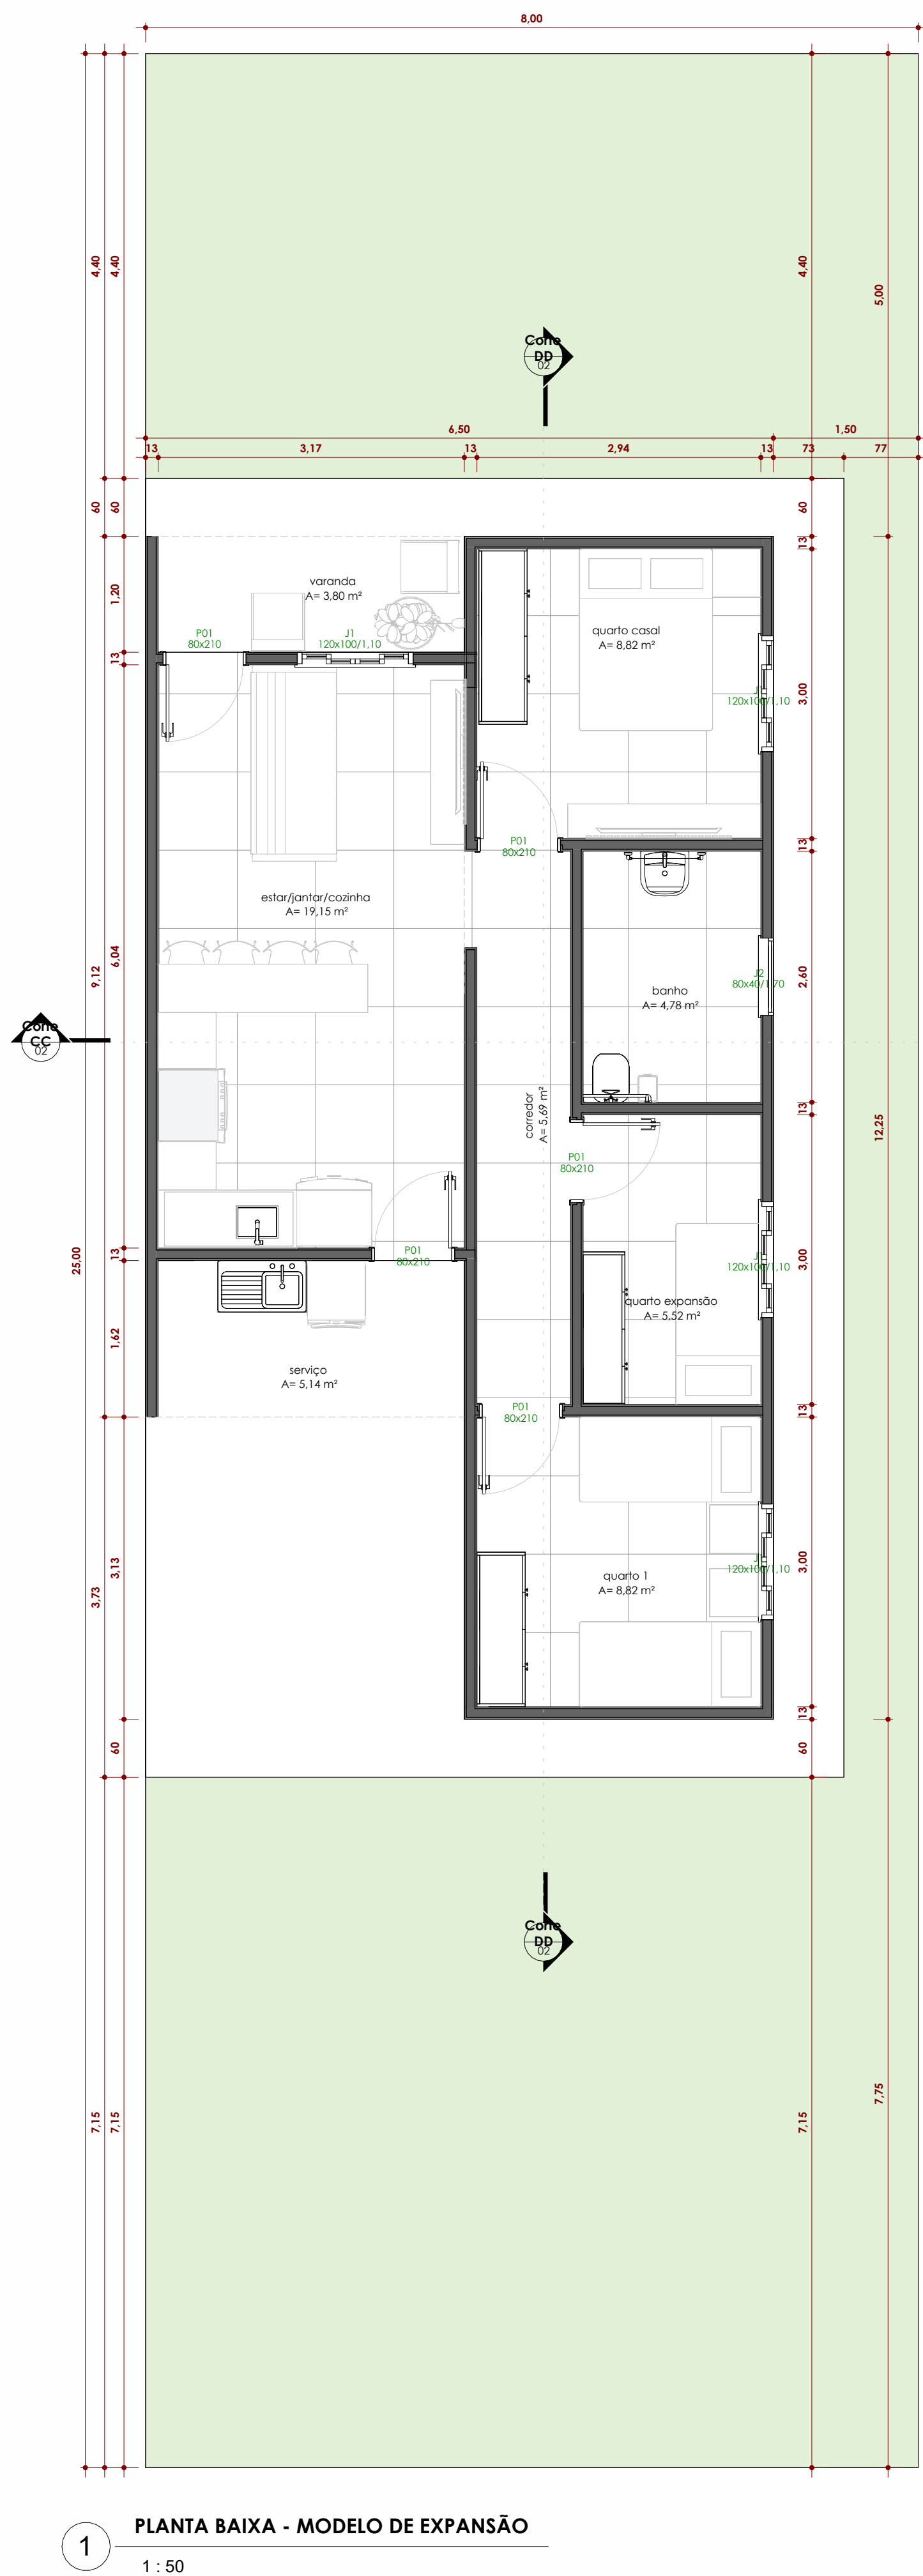 8,00
4,40
4,40
4,40
5,00
Corte
DD
02
6,50
1,50
13
3,17
13
2,94
13
73
77
60
60
60
13
varanda
A= 3,80 m²
1,20
P01
80x210
J1
120x100/1,10
quarto casal
A= 8,82 m²
13
J1
120x100/1,10
3,00
P01
80x210
13
estar/jantar/cozinha
A= 19,15 m²
9,12
6,04
banho
A= 4,78 m²
J2
80x40/1,70
2,60
Corte
CC
02
corredor
A= 5,69 m²
13
12,25
P01
80x210
25,00
13
P01
80x210
J1
120x100/1,10
3,00
quarto expansão
A= 5,52 m²
1,62
serviço
A= 5,14 m²
P01
80x210
13
3,73
3,13
quarto 1
A= 8,82 m²
J1
120x100/1,10
3,00
13
60
60
Corte
DD
02
7,15
7,15
7,15
7,75
1
PLANTA BAIXA - MODELO DE EXPANSÃO
1 : 50